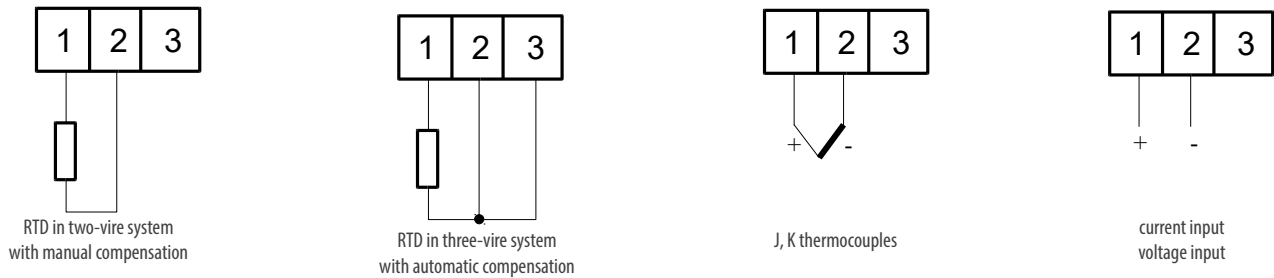 1 2 3
+ -
RTD in two-vire system
with manual compensation
1 2 3
RTD in three-vire system
with automatic compensation
1 2 3
J, K thermocouples
1 2 3
+ -
current input
voltage input